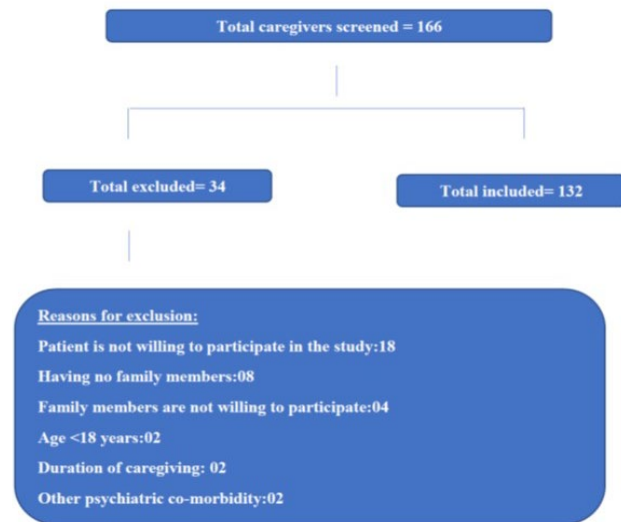 Total caregivers screened = 166
Total excluded= 34
Total included= 132
Reasons for exclusion:
Patient is not willing to participate in the study:18
Having no family members:08
Family members are not willing to participate:04
Age <18 years:02
Duration of caregiving: 02
Other psychiatric co-morbidity:02